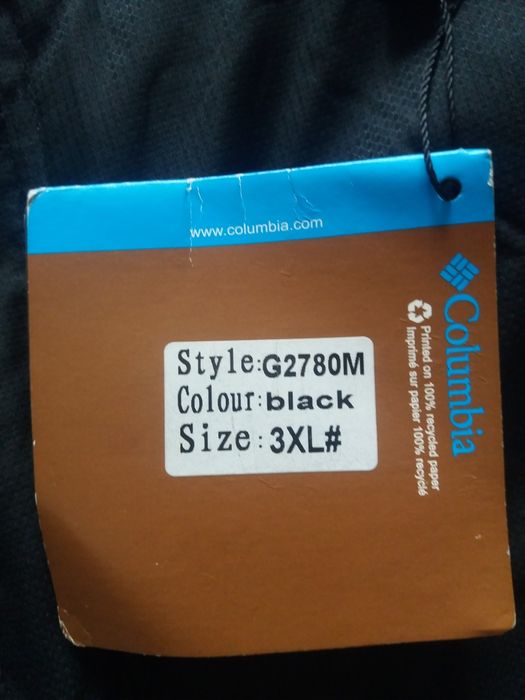 www.columbia.com
Style:G2780M
Colour:black
Size:3XL#
Columbia
Printed on 100% recycled paper
Imprimé sur papier 100% recyclé